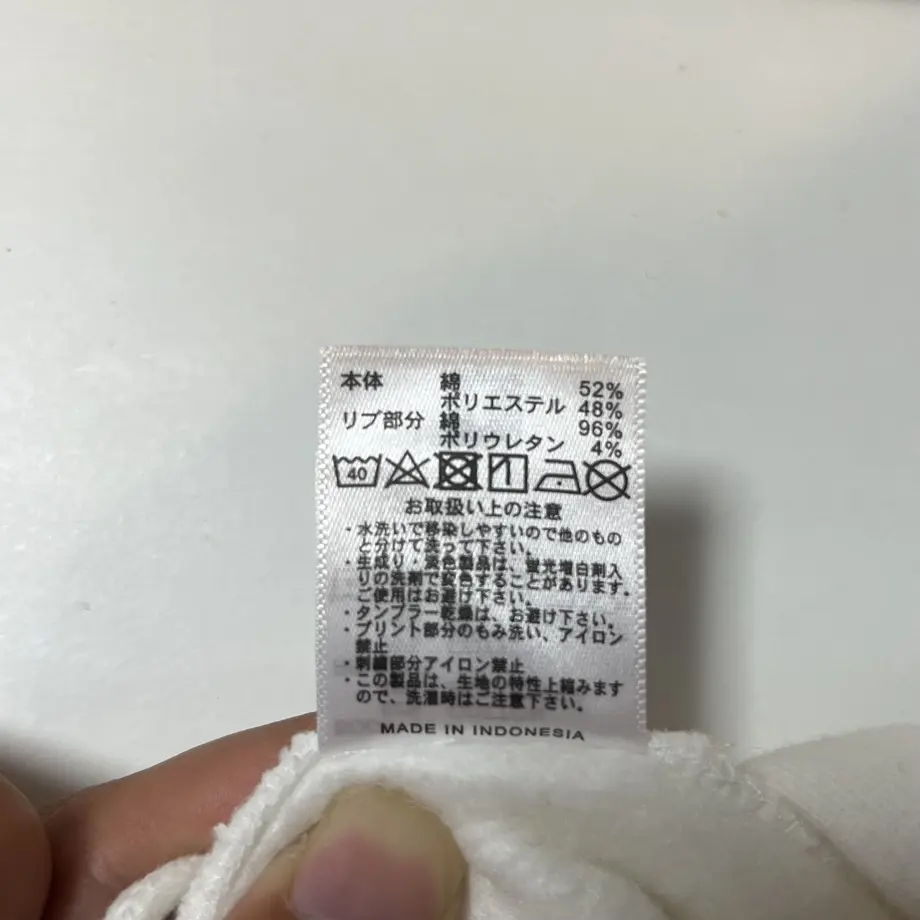 本体 綿 52%
ポリエステル 48%
リブ部分 綿 96%
ポリウレタン 4%
40
お取扱い上の注意
・水洗いで移染しやすいので他のもの
と分けて洗って下さい。
・生成り／淡色製品は、蛍光増白剤入
りの洗剤で変色することがあります。
ご使用はお避け下さい。
・タンブラー乾燥は、お避け下さい。
・プリント部分のもみ洗い、アイロン
禁止
・刺繍部分アイロン禁止
・この製品は、生地の特性上縮みます
ので、洗濯時はご注意下さい。
MADE IN INDONESIA